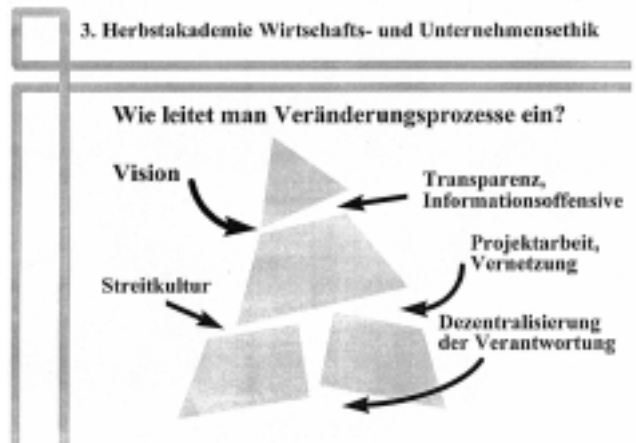 3. Herbstakademie Wirtschafts- und Unternehmensethik
Wie leitet man Veränderungsprozesse ein?
Vision
Transparenz,
Informationsoffensive
Projektarbeit,
Vernetzung
Streitkultur
Dezentralisierung
der Verantwortung